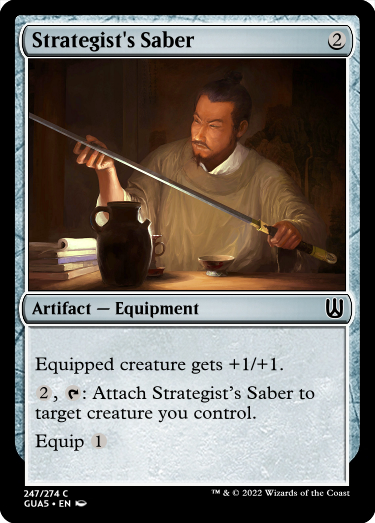 Strategist's Saber 2
Artifact — Equipment
Equipped creature gets +1/+1.
2, : Attach Strategist's Saber to
target creature you control.
Equip 1
247/274 C
GUA5 • EN
™ & © 2022 Wizards of the Coast